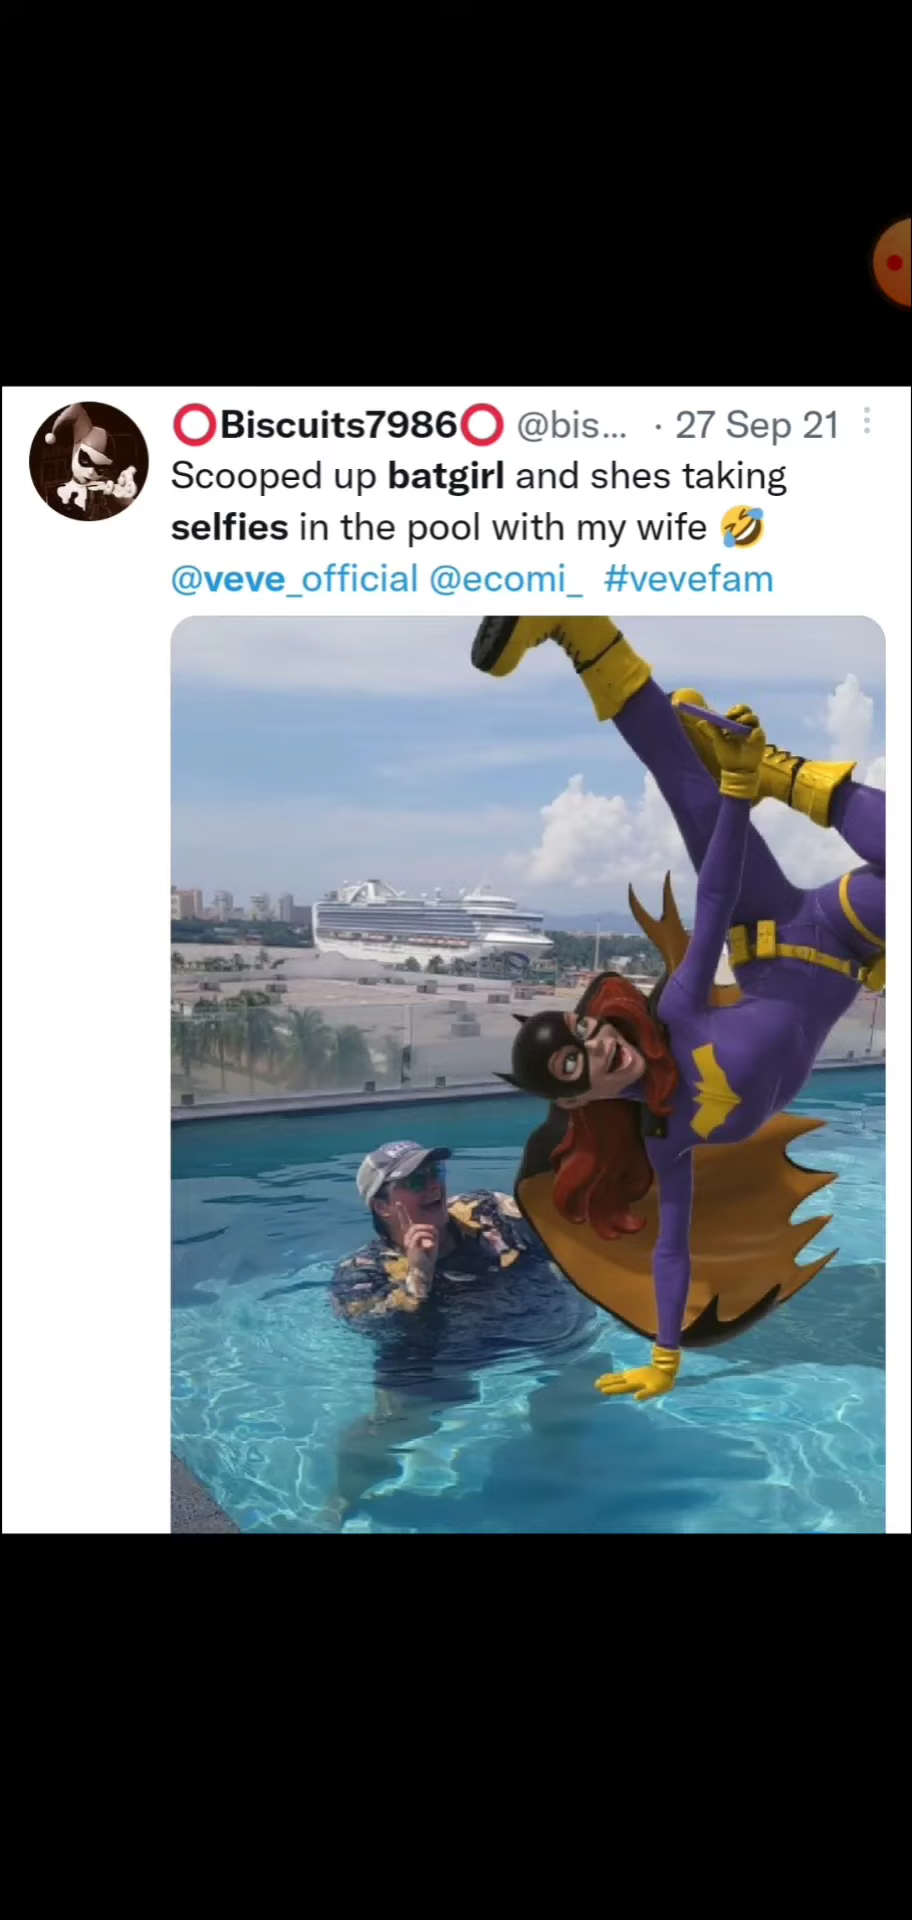 ⭕Biscuits7986⭕ @bis... · 27 Sep 21
Scooped up batgirl and shes taking
selfies in the pool with my wife 🤣
@veve_official @ecomi_ #vevefam